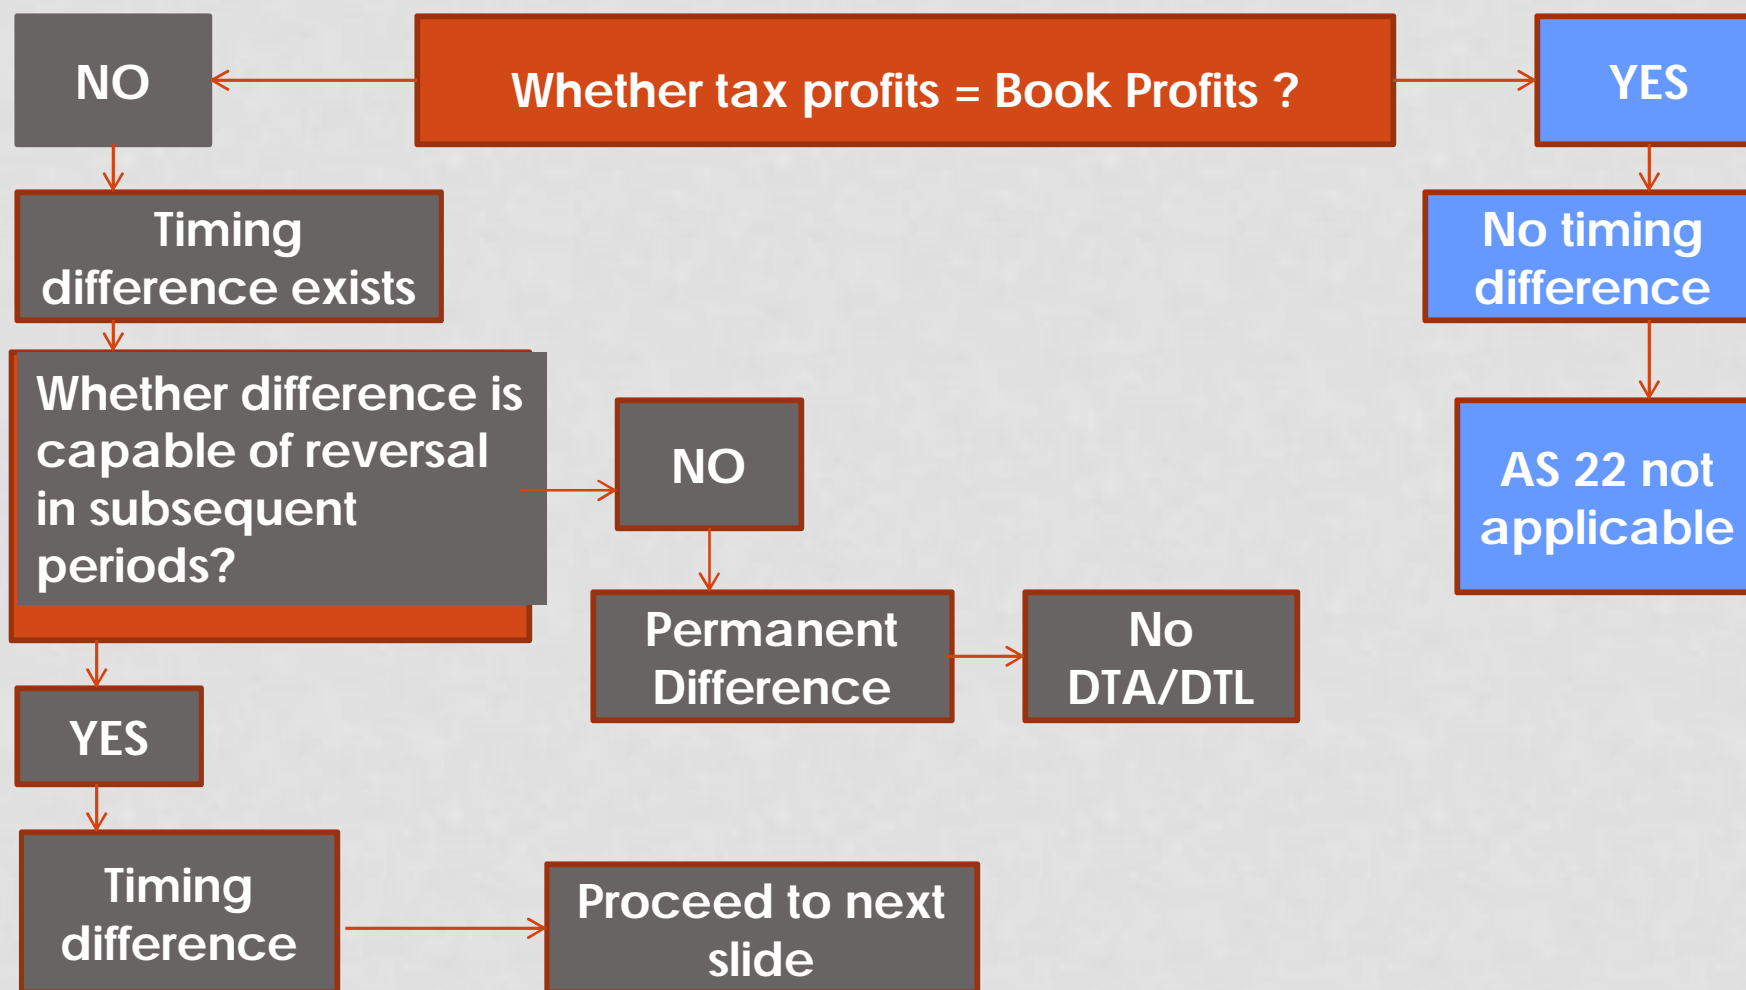 NO
Whether tax profits = Book Profits ?
YES
Timing
difference exists
No timing
difference
Whether difference is
capable of reversal
in subsequent
periods?
NO
AS 22 not
applicable
Permanent
Difference
No
DTA/DTL
YES
Timing
difference
Proceed to next
slide